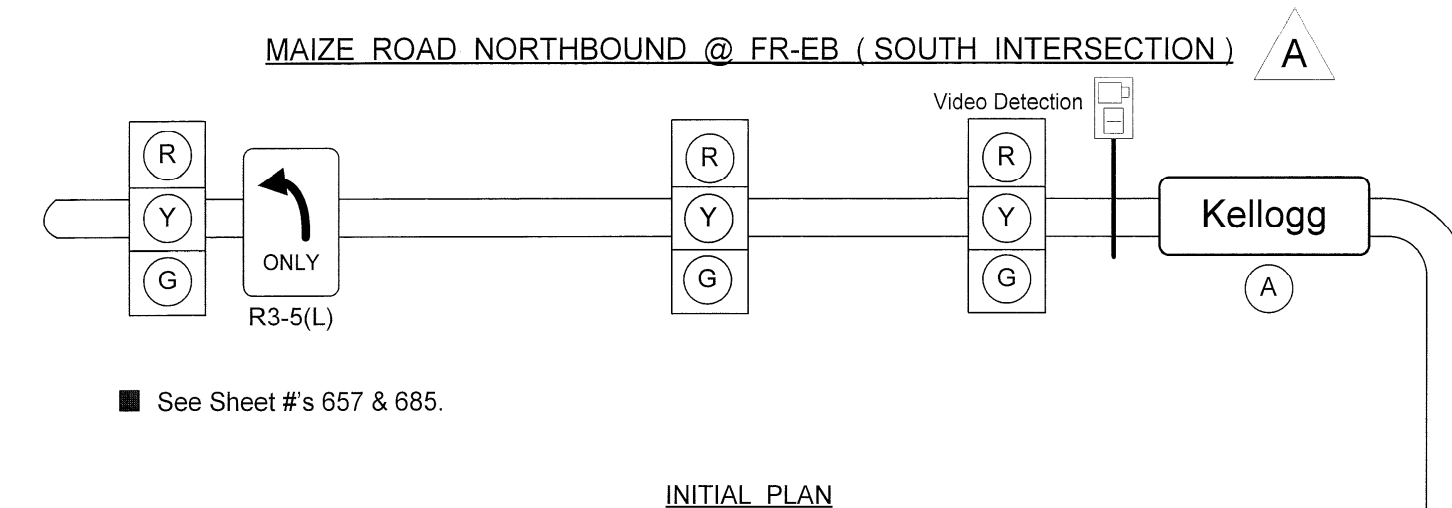 MAIZE ROAD NORTHBOUND @ FR-EB ( SOUTH INTERSECTION )
A
Video Detection
R
R
R
Y
Y
Y
Kellogg
ONLY
G
G
G
A
R3-5(L)
See Sheet #'s 657 & 685.
INITIAL PLAN